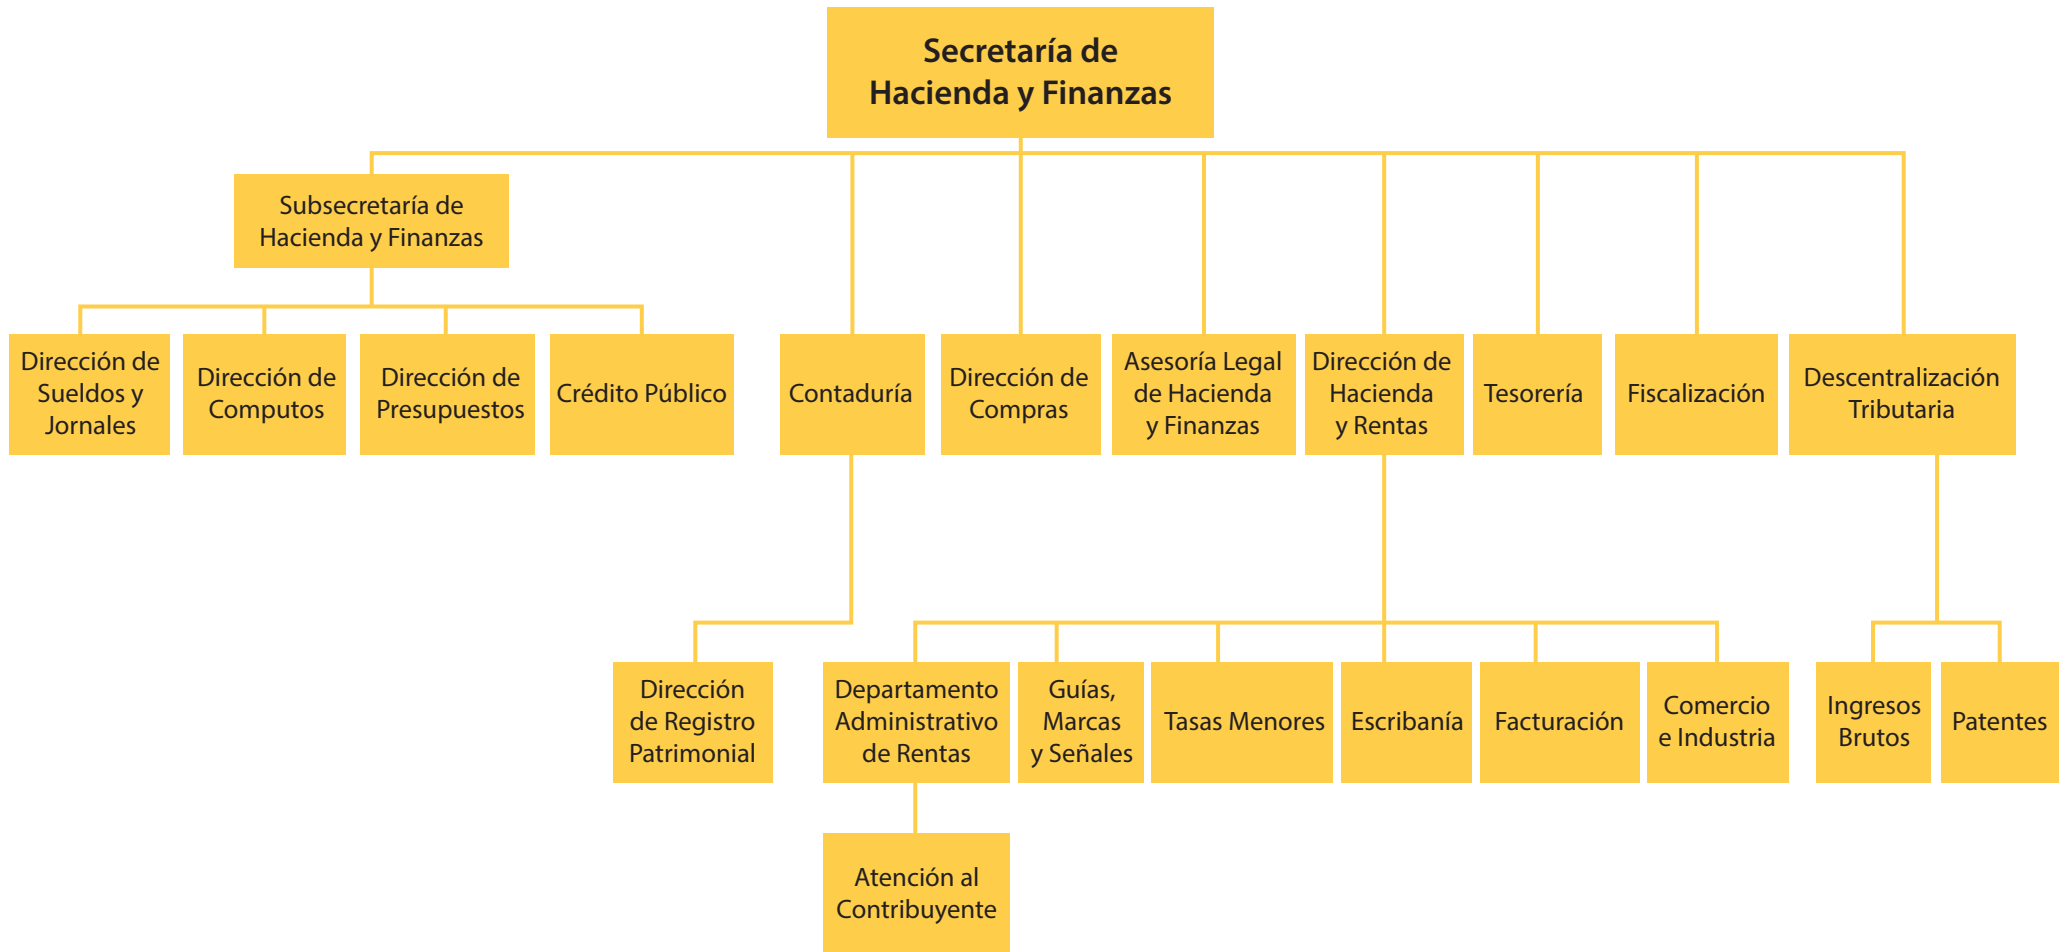 Secretaría de
Hacienda y Finanzas
Subsecretaría de
Hacienda y Finanzas
Dirección de
Sueldos y
Jornales
Dirección de
Computos
Dirección de
Presupuestos
Crédito Público
Contaduría
Dirección de
Compras
Asesoría Legal
de Hacienda
y Finanzas
Dirección de
Hacienda
y Rentas
Tesorería
Fiscalización
Descentralización
Tributaria
Dirección
de Registro
Patrimonial
Departamento
Administrativo
de Rentas
Guías,
Marcas
y Señales
Tasas Menores
Escribanía
Facturación
Comercio
e Industria
Ingresos
Brutos
Patentes
Atención al
Contribuyente